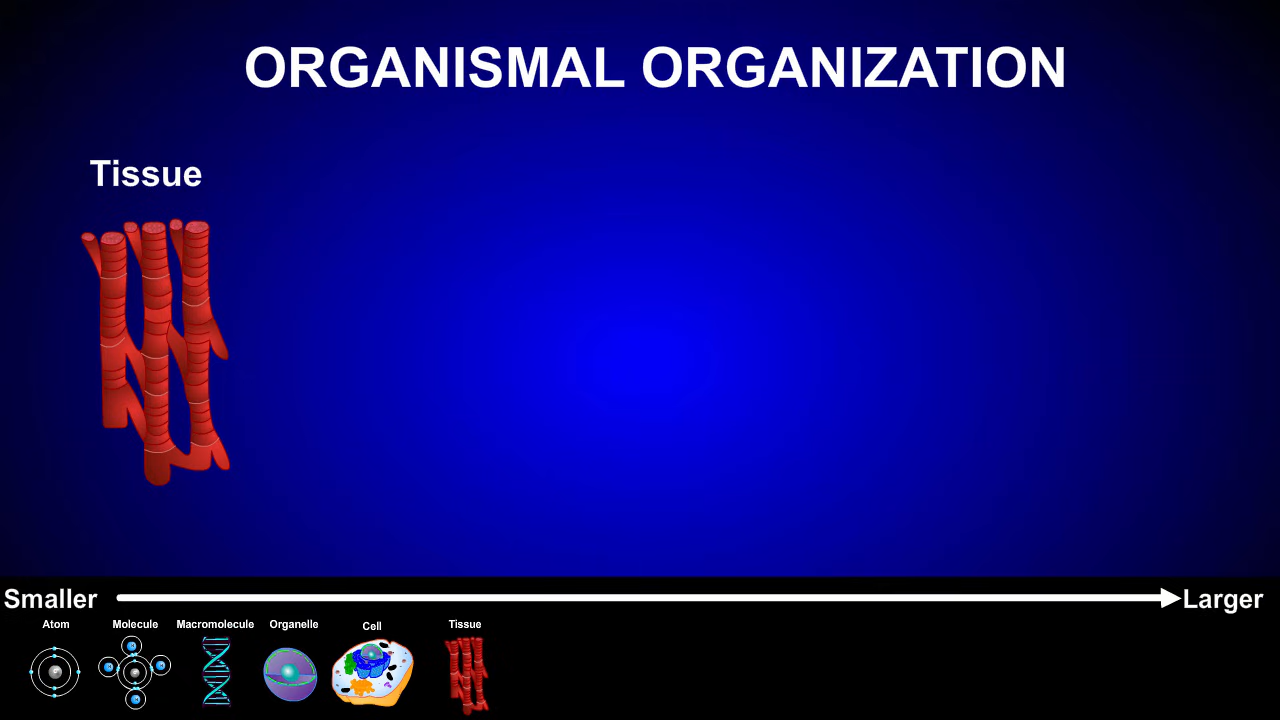 ORGANISMAL ORGANIZATION
Tissue
Smaller
Larger
Atom
Molecule
Macromolecule
Organelle
Cell
Tissue